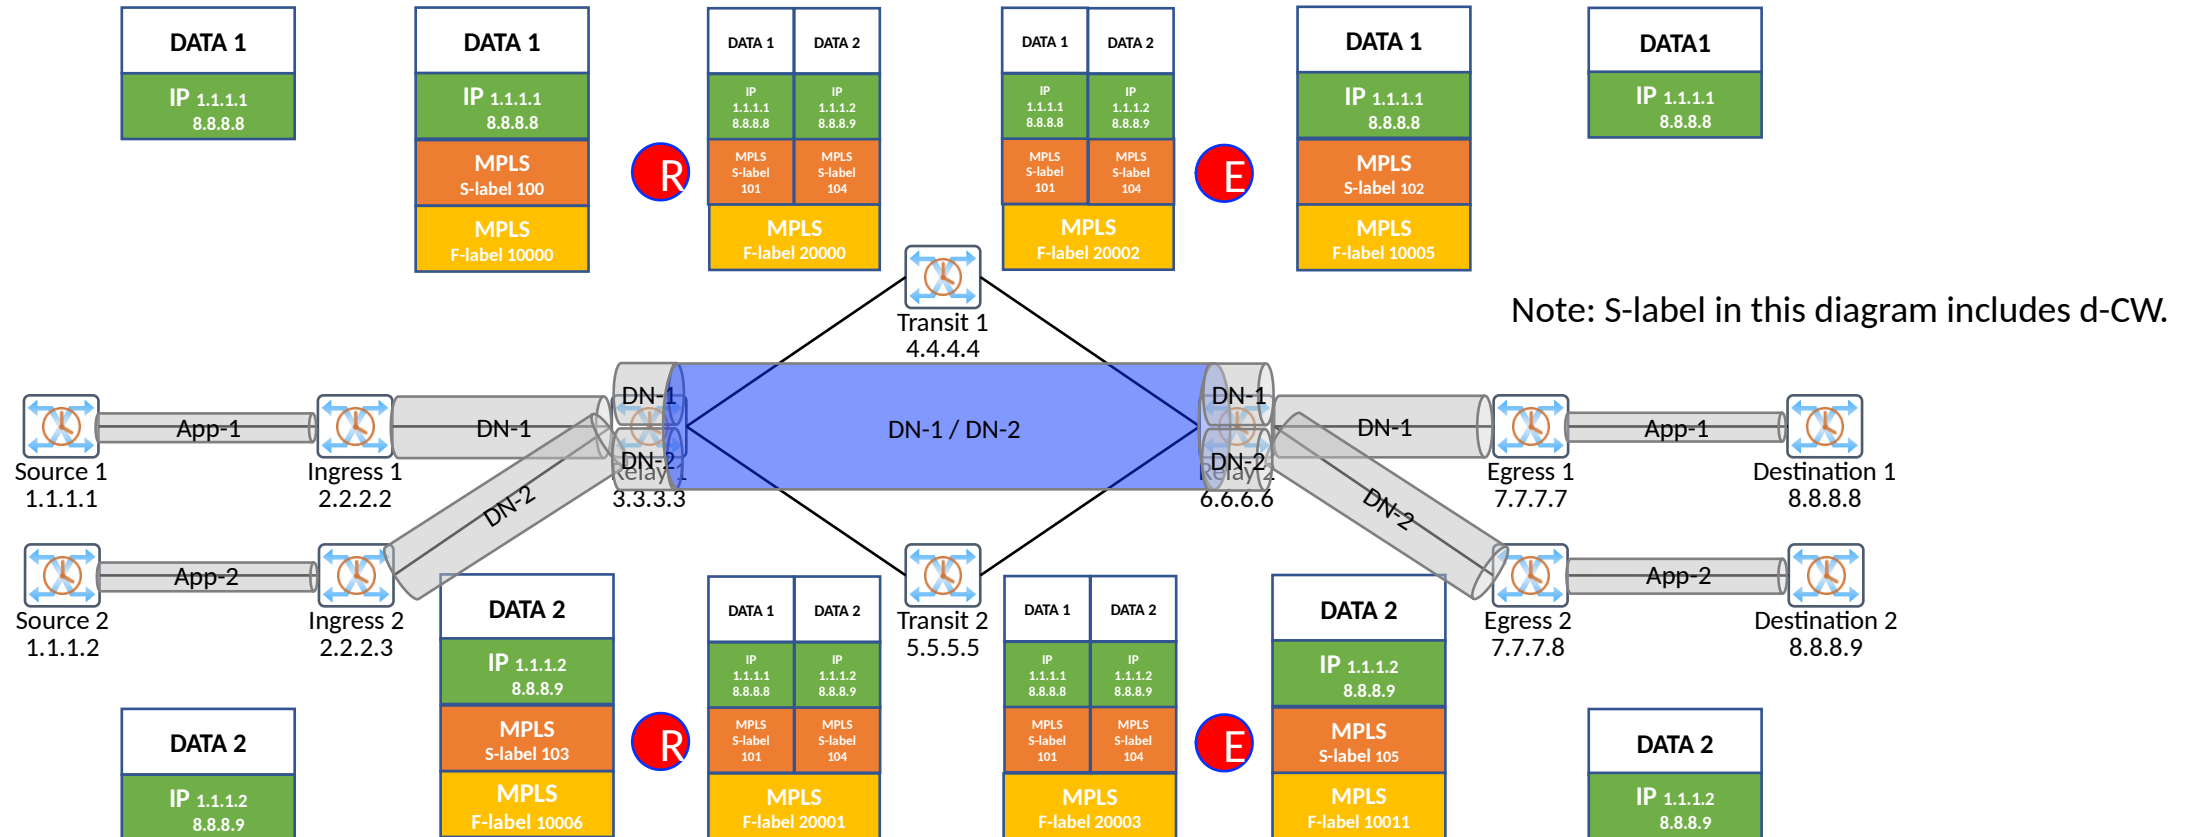 DATA 1
IP 1.1.1.1
8.8.8.8
DATA 1
IP 1.1.1.1
8.8.8.8
MPLS
S-label 100
MPLS
F-label 10000
R
DATA 1
DATA 2
IP
1.1.1.1
8.8.8.8
IP
1.1.1.2
8.8.8.9
MPLS
S-label
101
MPLS
S-label
104
MPLS
F-label 20000
DATA 1
DATA 2
IP
1.1.1.1
8.8.8.8
IP
1.1.1.2
8.8.8.9
MPLS
S-label
101
MPLS
S-label
104
MPLS
F-label 20002
E
DATA 1
IP 1.1.1.1
8.8.8.8
MPLS
S-label 102
MPLS
F-label 10005
DATA1
IP 1.1.1.1
8.8.8.8
Note: S-label in this diagram includes d-CW.
Transit 1
4.4.4.4
App-1
DN-1
DN-1
DN-2
DN-1 / DN-2
DN-1
DN-2
DN-1
App-1
Source 1
1.1.1.1
Ingress 1
2.2.2.2
Relay 1
3.3.3.3
Relay 2
6.6.6.6
Egress 1
7.7.7.7
Destination 1
8.8.8.8
DN-2
DN-2
App-2
App-2
Source 2
1.1.1.2
Ingress 2
2.2.2.3
Transit 2
5.5.5.5
Egress 2
7.7.7.8
Destination 2
8.8.8.9
DATA 2
IP 1.1.1.2
8.8.8.9
DATA 2
IP 1.1.1.2
8.8.8.9
MPLS
S-label 103
MPLS
F-label 10006
R
DATA 1
DATA 2
IP
1.1.1.1
8.8.8.8
IP
1.1.1.2
8.8.8.9
MPLS
S-label
101
MPLS
S-label
104
MPLS
F-label 20001
DATA 1
DATA 2
IP
1.1.1.1
8.8.8.8
IP
1.1.1.2
8.8.8.9
MPLS
S-label
101
MPLS
S-label
104
MPLS
F-label 20003
E
DATA 2
IP 1.1.1.2
8.8.8.9
MPLS
S-label 105
MPLS
F-label 10011
DATA 2
IP 1.1.1.2
8.8.8.9